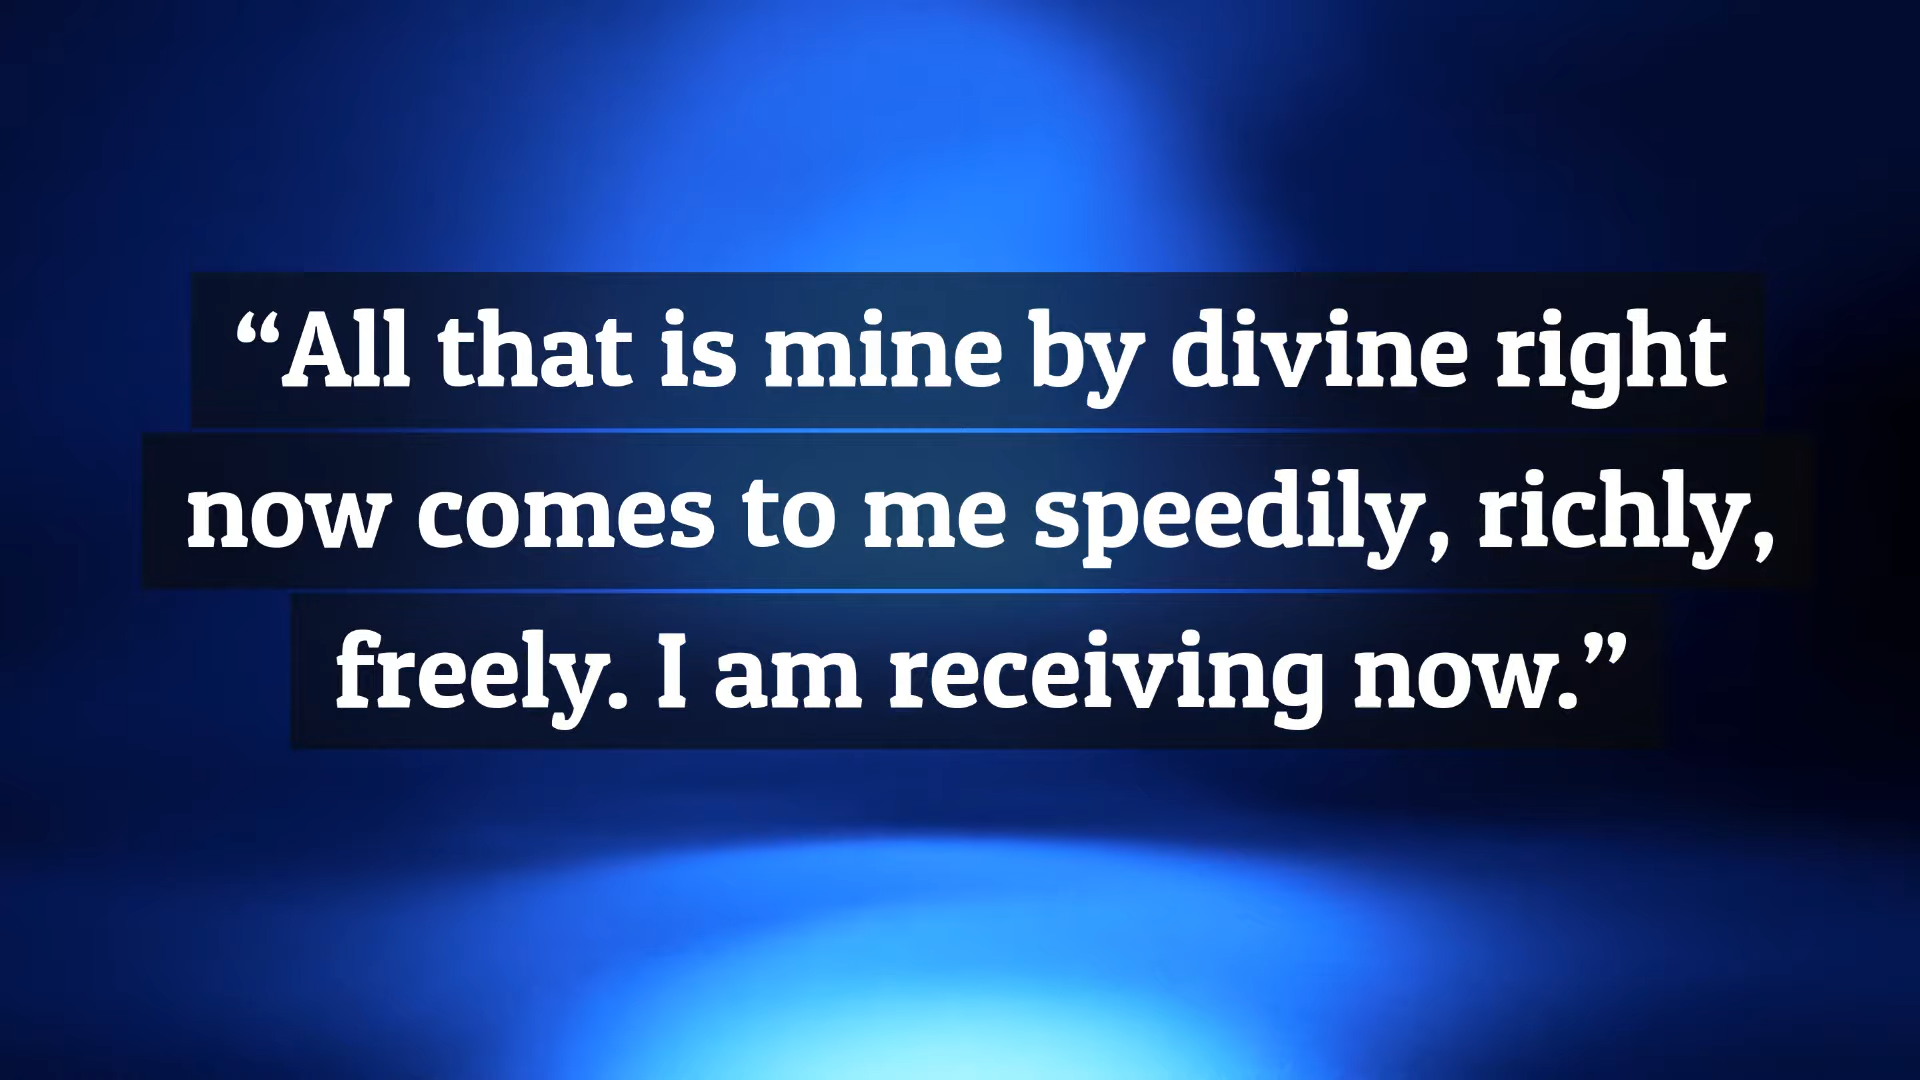 “All that is mine by divine right
now comes to me speedily, richly,
freely. I am receiving now.”